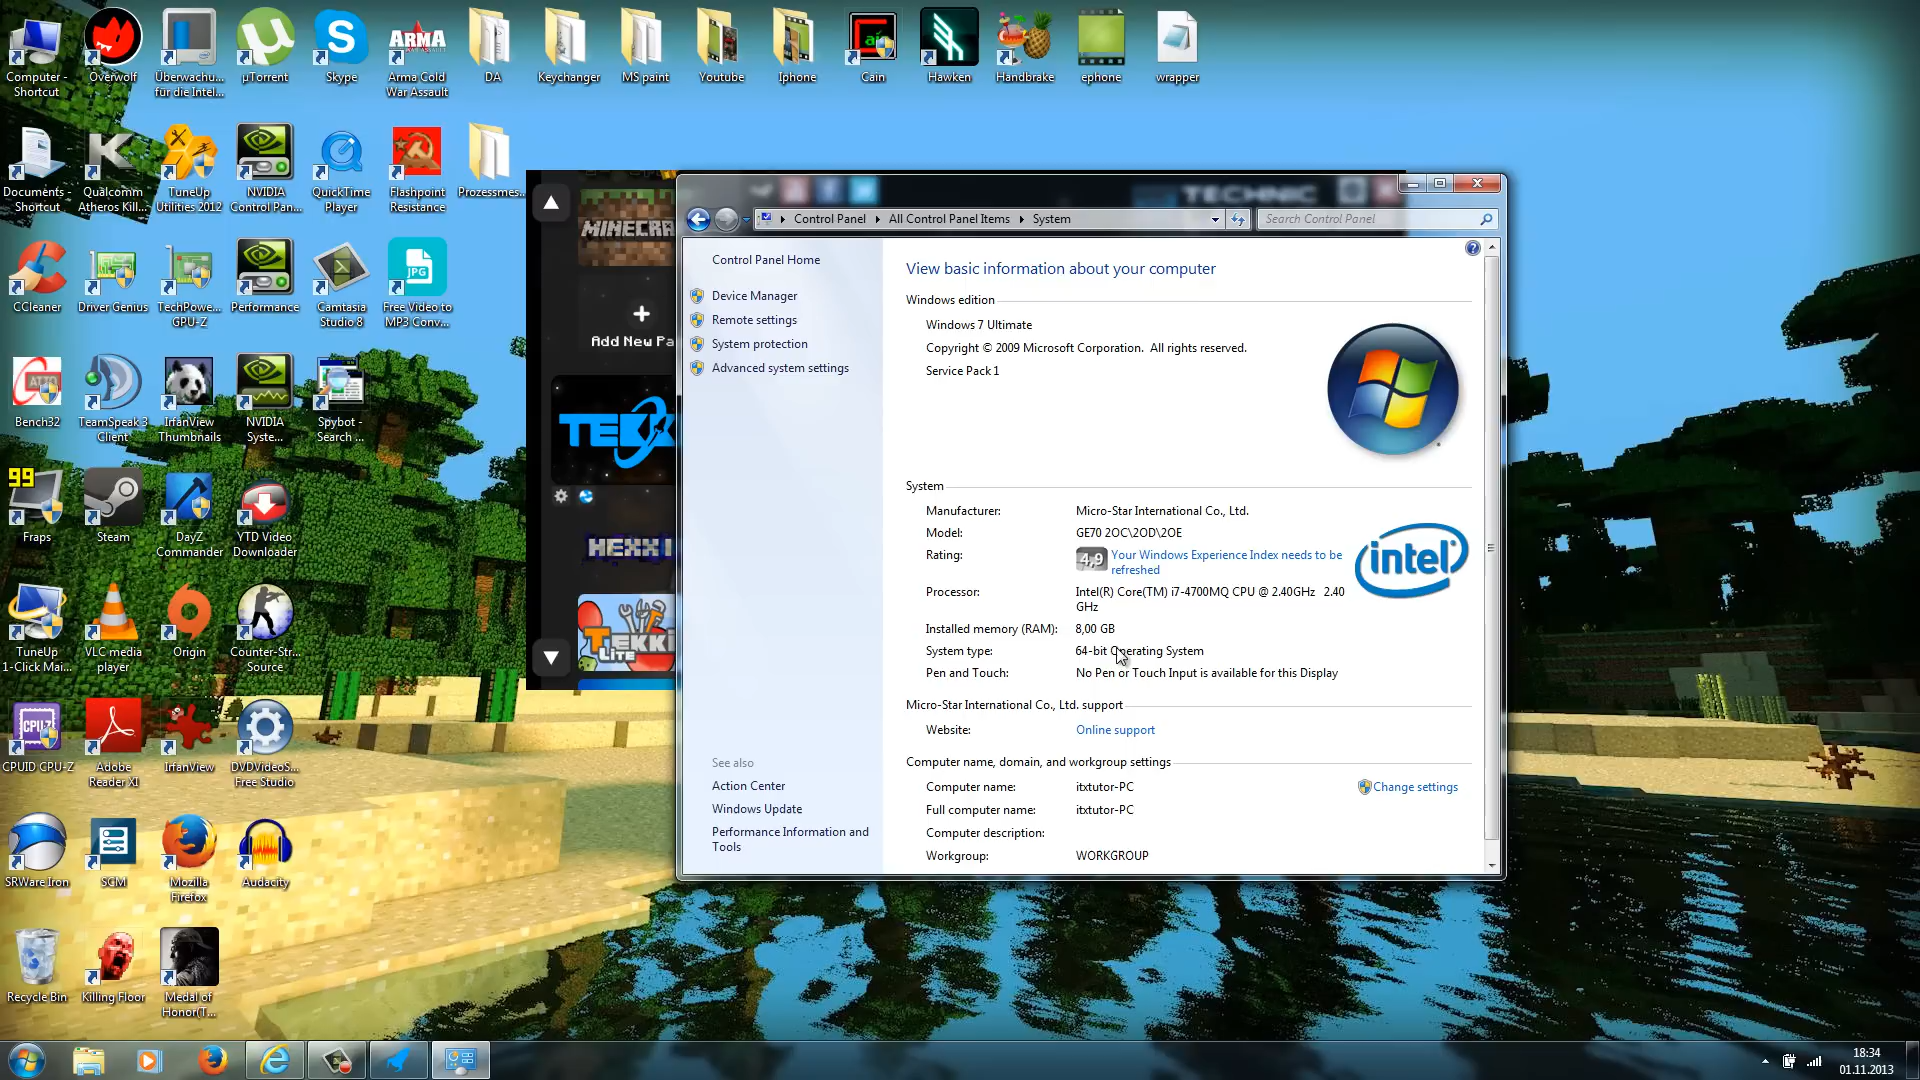 Computer -
Shortcut
Overwolf
Überwachu...
für die Intel...
µTorrent
Skype
ARMA
Arma Cold
War Assault
DA
Keychanger
MS paint
Youtube
Iphone
Cain
Hawken
Handbrake
ephone
wrapper
Documents -
Shortcut
Qualcomm
Atheros Kill...
TuneUp
Utilities 2012
NVIDIA
Control Pan...
QuickTime
Player
Flashpoint
Resistance
Prozessmes...
CCleaner
Driver Genius
TechPowe...
GPU-Z
Performance
Camtasia
Studio 8
JPG
Free Video to
MP3 Conv...
ATTO
Bench32
TeamSpeak 3
Client
IrfanView
Thumbnails
NVIDIA
Syste...
Spybot -
Search ...
99
Fraps
Steam
DayZ
Commander
YTD Video
Downloader
TuneUp
1-Click Mai...
VLC media
player
Origin
Counter-Str...
Source
CPUID
CPUID CPU-Z
Adobe
Reader XI
IrfanView
DVDVideoS...
Free Studio
SRWare Iron
SCM
Mozilla
Firefox
Audacity
Recycle Bin
Killing Floor
Medal of
Honor(T...
MINECRA
Add New Pa
TEKK
HEXXI
TEKKI
LITE
TECHNIC
Control Panel
All Control Panel Items
System
Search Control Panel
Control Panel Home
Device Manager
Remote settings
System protection
Advanced system settings
See also
Action Center
Windows Update
Performance Information and
Tools
View basic information about your computer
Windows edition
Windows 7 Ultimate
Copyright © 2009 Microsoft Corporation. All rights reserved.
Service Pack 1
System
Manufacturer: Micro-Star International Co., Ltd.
Model: GE70 2OC\2OD\2OE
Rating: 4,9 Your Windows Experience Index needs to be
refreshed
Processor: Intel(R) Core(TM) i7-4700MQ CPU @ 2.40GHz 2.40
GHz
Installed memory (RAM): 8,00 GB
System type: 64-bit Operating System
Pen and Touch: No Pen or Touch Input is available for this Display
intel
Micro-Star International Co., Ltd. support
Website: Online support
Computer name, domain, and workgroup settings
Computer name: itxtutor-PC
Change settings
Full computer name: itxtutor-PC
Computer description:
Workgroup: WORKGROUP
18:34
01.11.2013